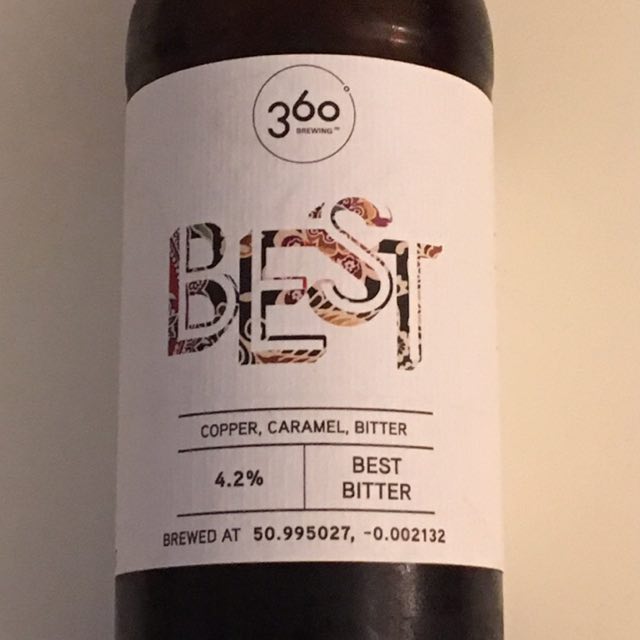 360°
BREWING
BEST
COPPER, CARAMEL, BITTER
4.2%
BEST
BITTER
BREWED AT 50.995027, -0.002132